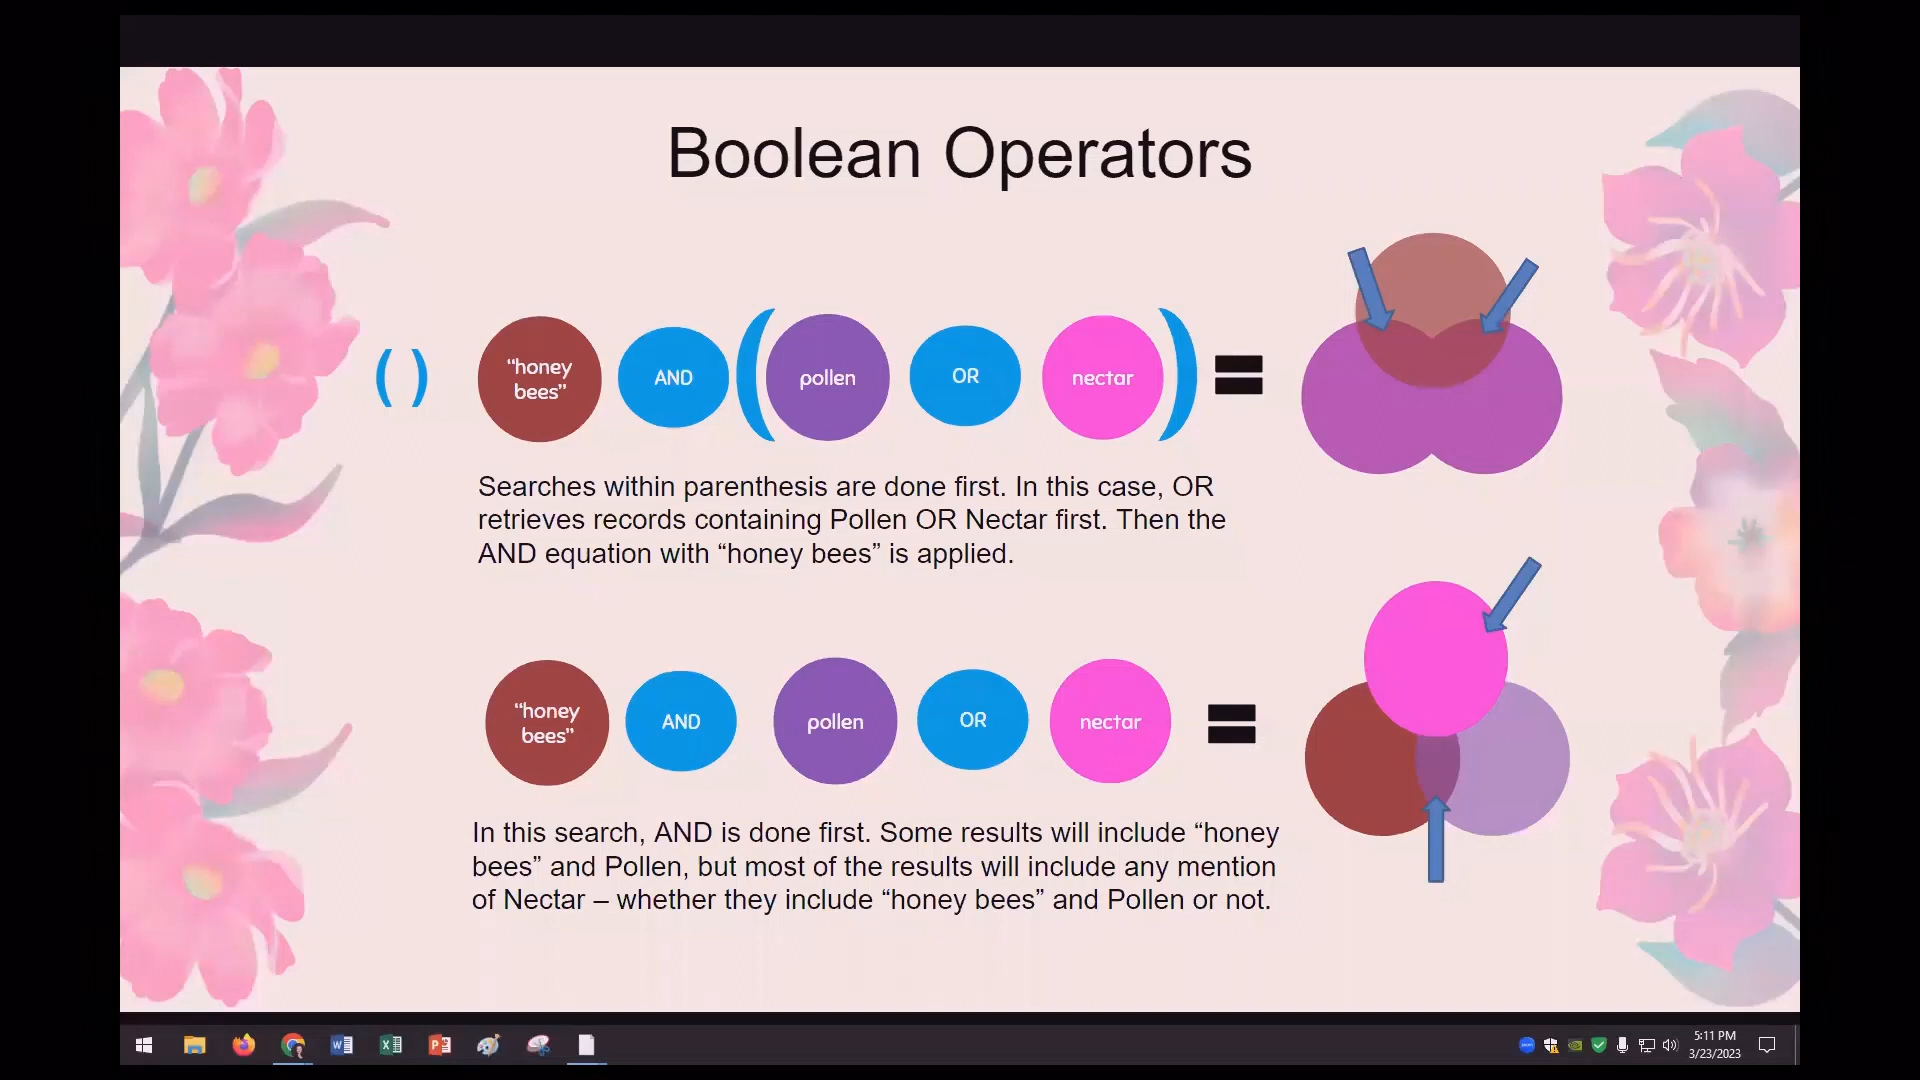 Boolean Operators
( ) “honey bees” AND ( pollen OR nectar ) =
Searches within parenthesis are done first. In this case, OR
retrieves records containing Pollen OR Nectar first. Then the
AND equation with “honey bees” is applied.
“honey bees” AND pollen OR nectar =
In this search, AND is done first. Some results will include “honey
bees” and Pollen, but most of the results will include any mention
of Nectar – whether they include “honey bees” and Pollen or not.
5:11 PM
3/23/2023